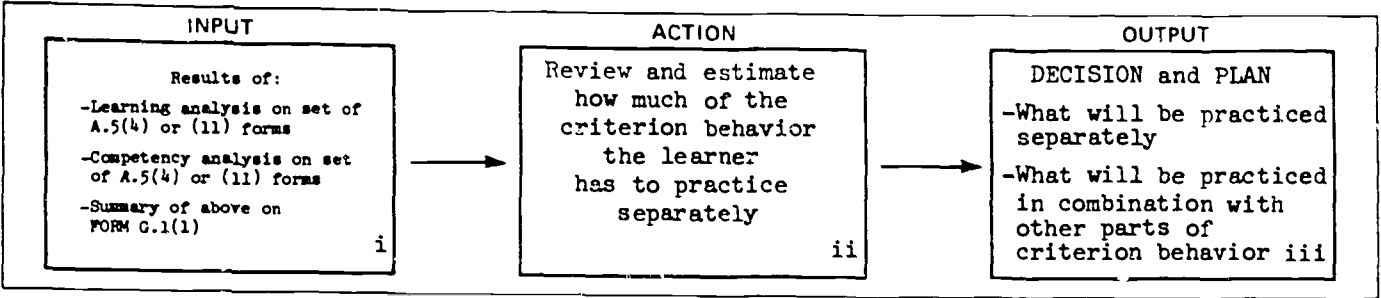 INPUT
Results of:
-Learning analysis on set of
A.5(4) or (11) forms
-Competency analysis on set
of A.5(4) or (11) forms
-Summary of above on
FORM G.1(1)
i
ACTION
Review and estimate
how much of the
criterion behavior
the learner
has to practice
separately
ii
OUTPUT
DECISION and PLAN
-What will be practiced
separately
-What will be practiced
in combination with
other parts of
criterion behavior iii